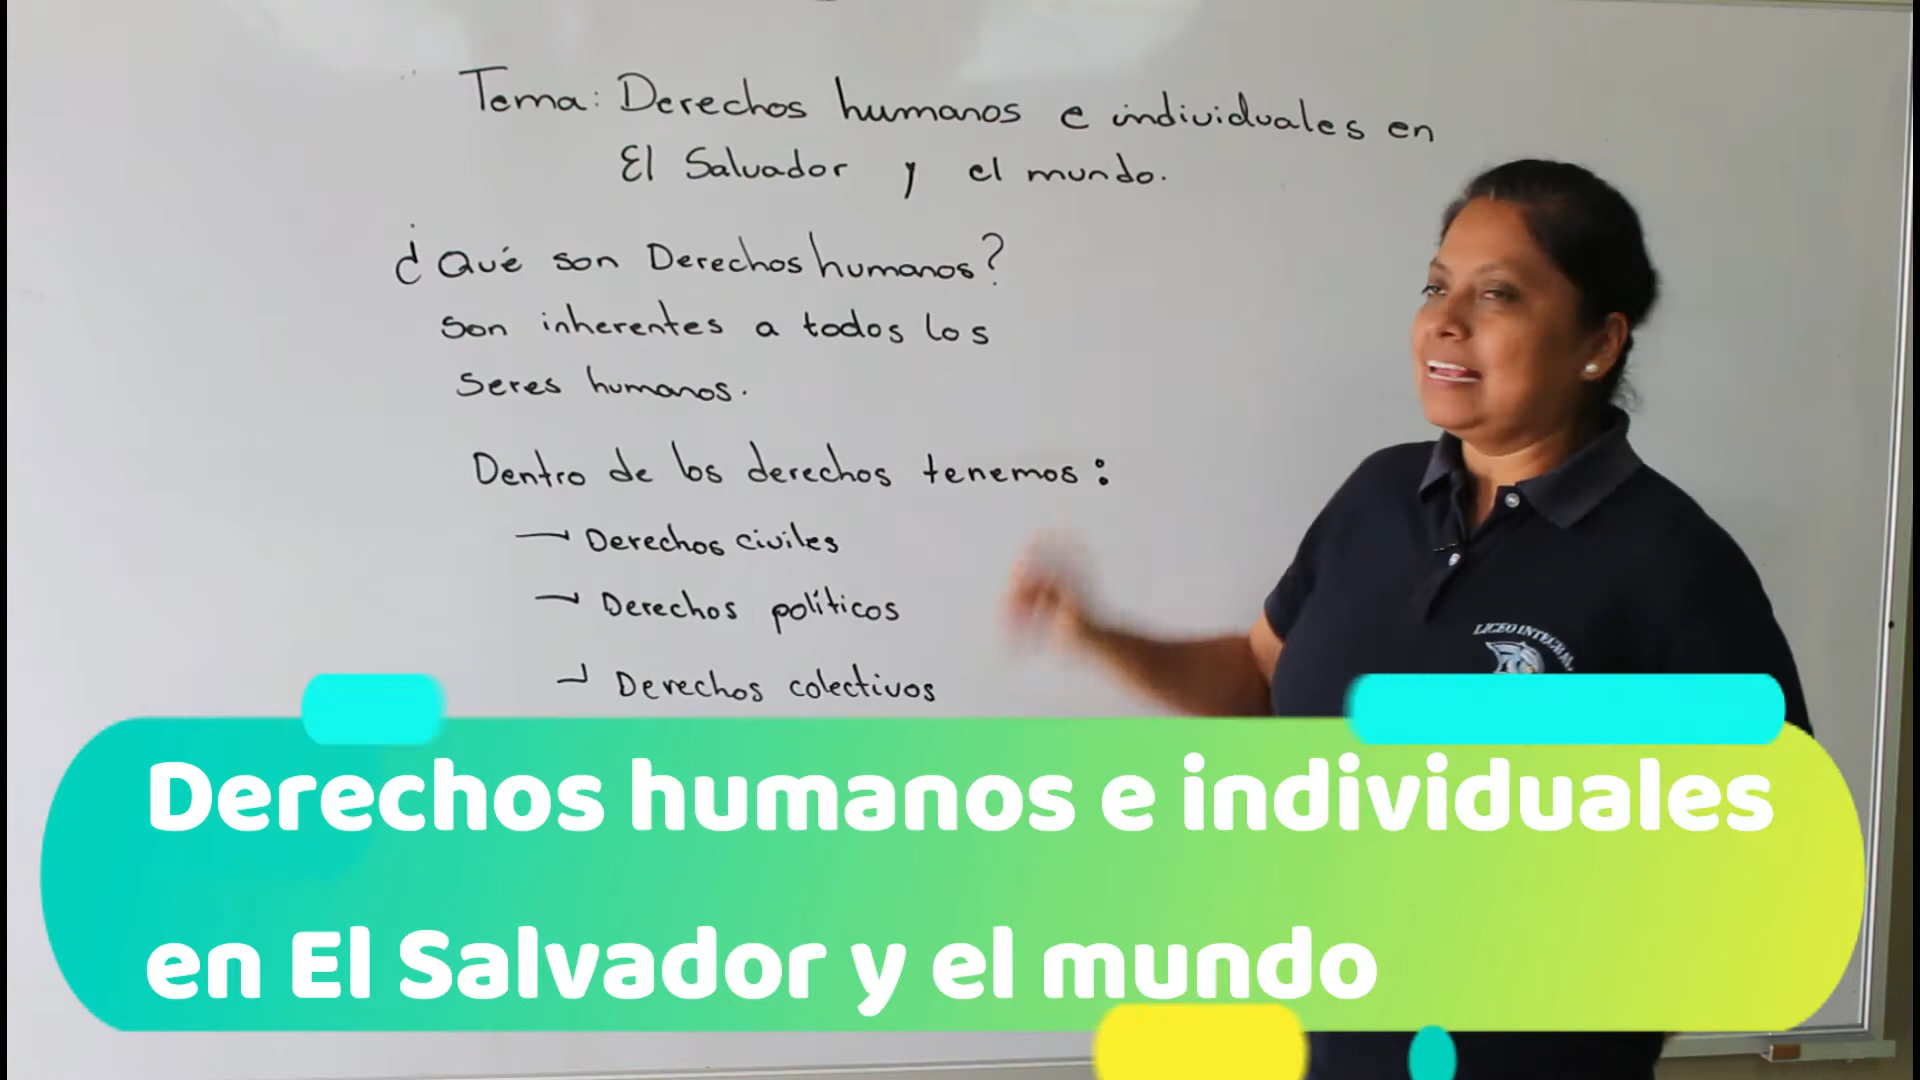 Tema: Derechos humanos e individuales en
El Salvador y el mundo.
¿Qué son Derechos humanos?
Son inherentes a todos los
seres humanos.
Dentro de los derechos tenemos:
Derechos civiles
Derechos políticos
Derechos colectivos
LICEO
Derechos humanos e individuales
en El Salvador y el mundo